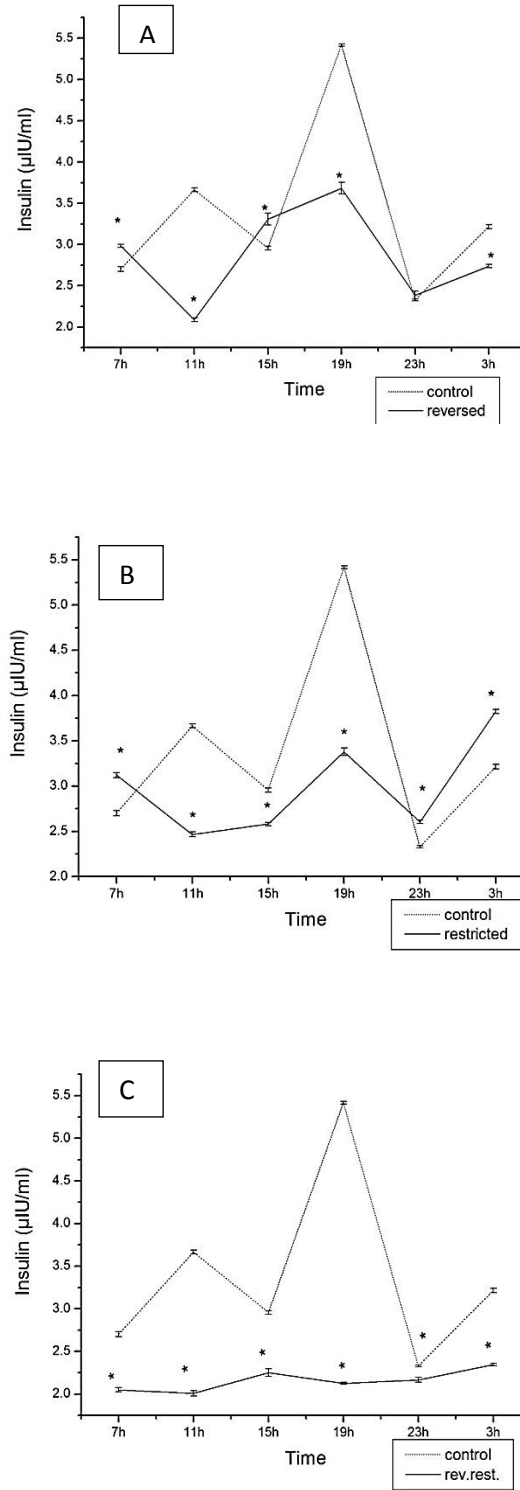 A
Insulin (µIU/ml)
5.5
5.0
4.5
4.0
3.5
3.0
2.5
2.0
* * * * *
7h 11h 15h 19h 23h 3h
Time
control
reversed
B
Insulin (µIU/ml)
5.5
5.0
4.5
4.0
3.5
3.0
2.5
2.0
* * * * * *
7h 11h 15h 19h 23h 3h
Time
control
restricted
C
Insulin (µIU/ml)
5.5
5.0
4.5
4.0
3.5
3.0
2.5
2.0
* * * * * *
7h 11h 15h 19h 23h 3h
Time
control
rev.rest.